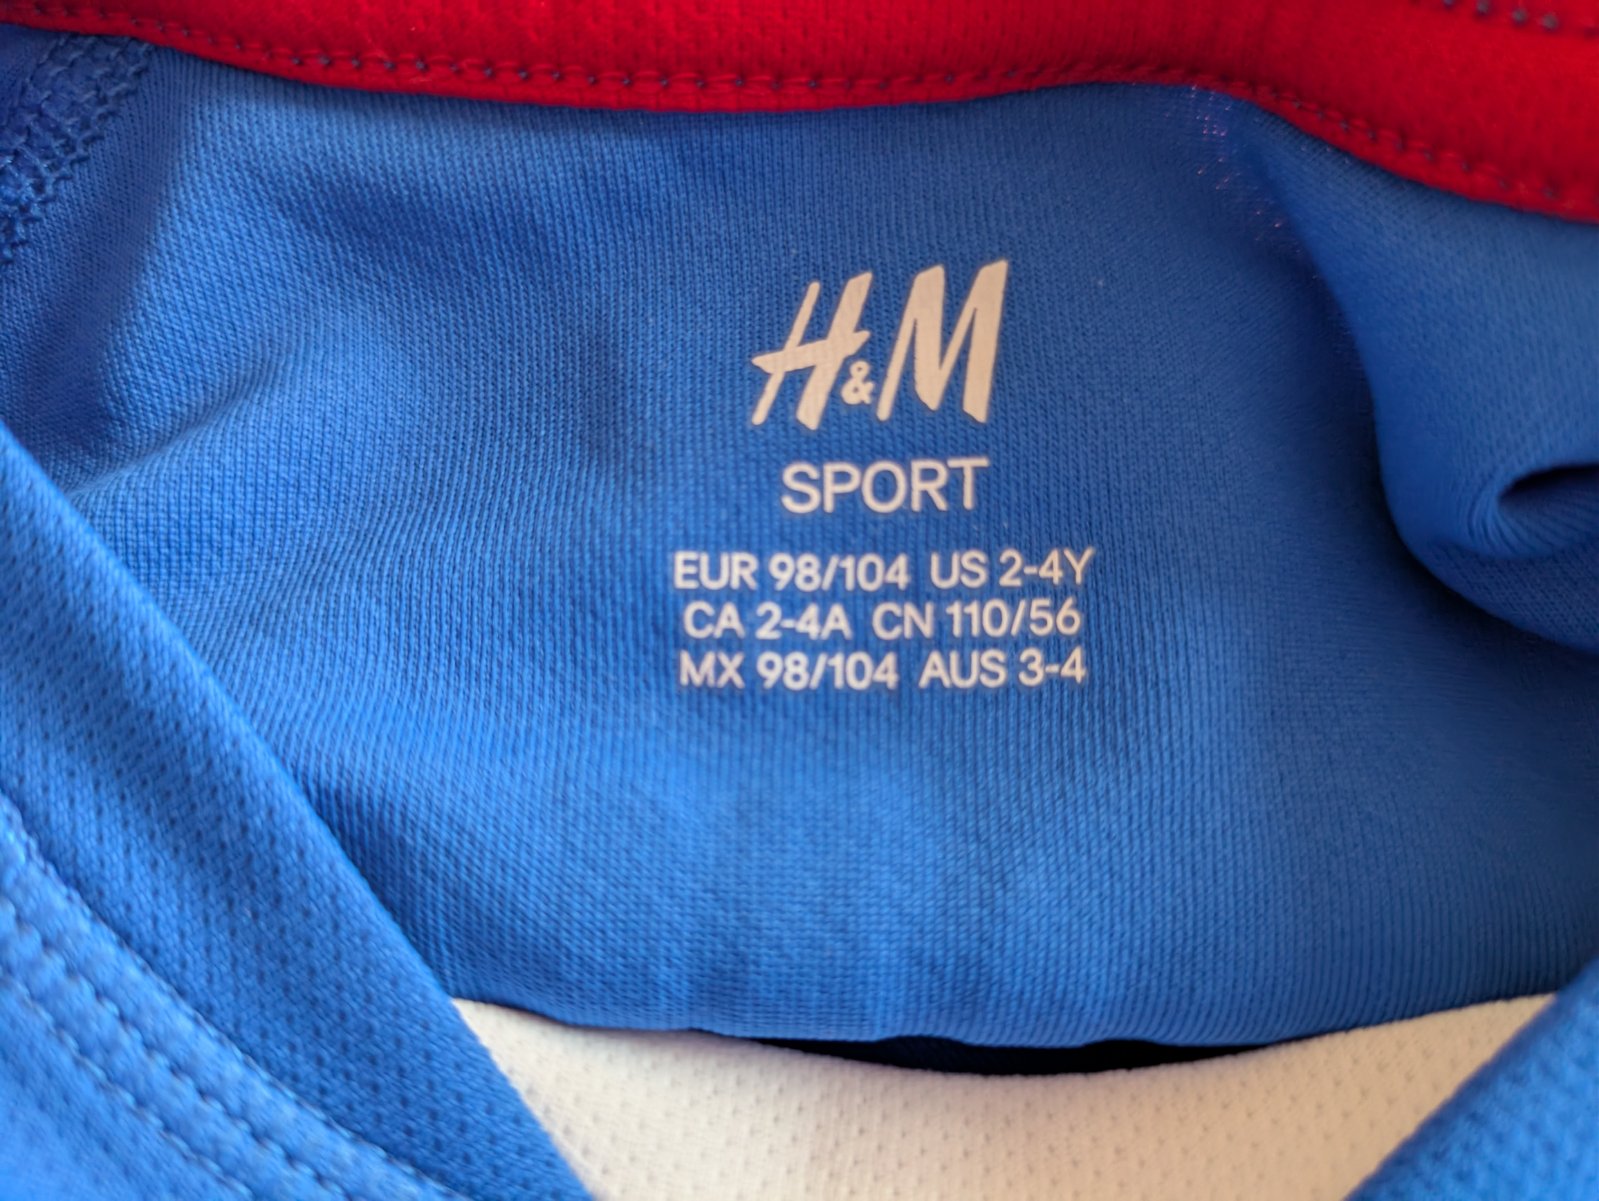 H&M
SPORT
EUR 98/104 US 2-4Y
CA 2-4A CN 110/56
MX 98/104 AUS 3-4